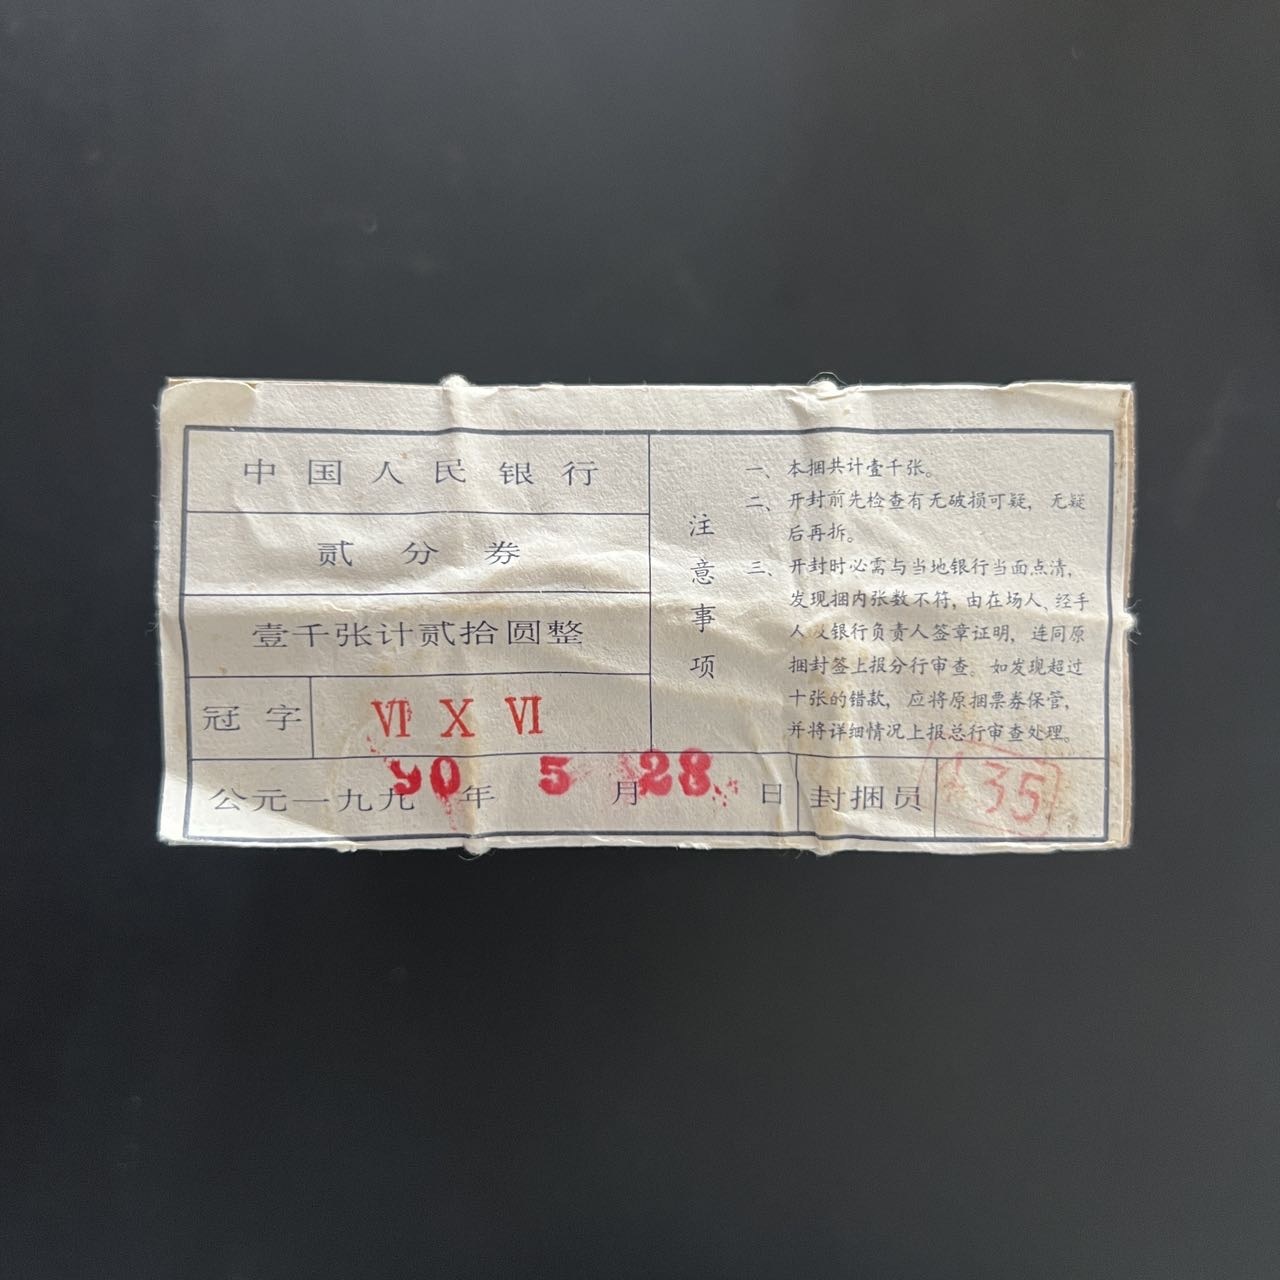 中国人民银行
贰分券
壹千张计贰拾圆整
冠字 Ⅵ Ⅹ Ⅵ
公元一九九 年 月 日
90 5 28
封捆员 435
注意事项
一、本捆共计壹千张。
二、开封前先检查有无破损可疑，无疑
后再拆。
三、开封时必需与当地银行当面点清，
发现捆内张数不符，由在场人、经手
人及银行负责人签章证明，连同原
捆封签上报分行审查。如发现超过
十张的错款，应将原捆票券保管，
并将详细情况上报总行审查处理。